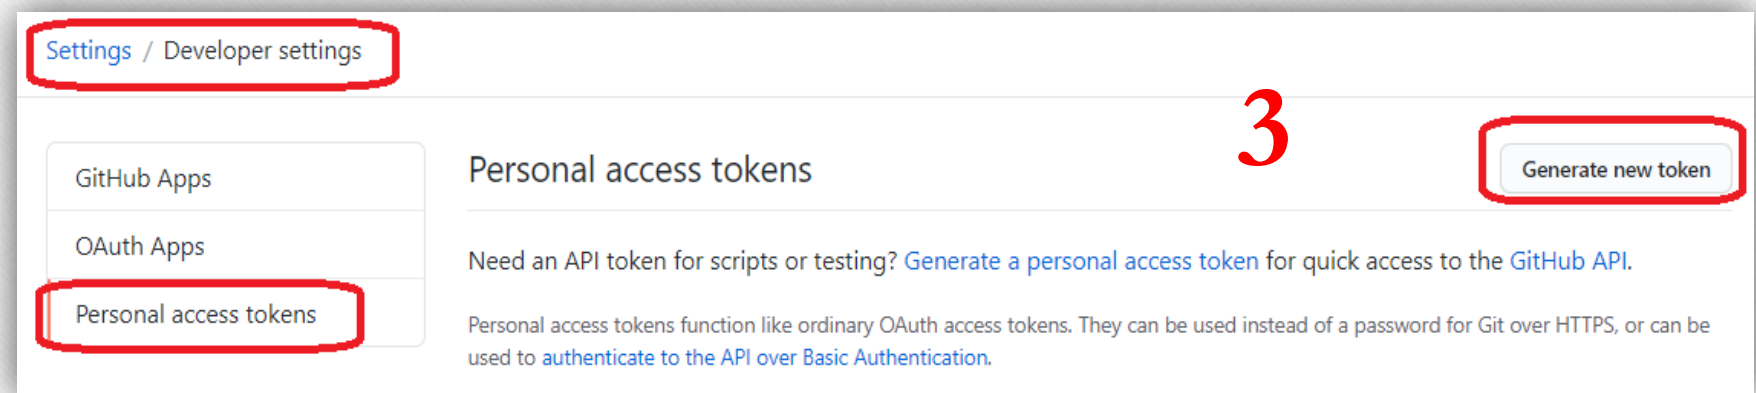 Settings / Developer settings
3
GitHub Apps
OAuth Apps
Personal access tokens
Personal access tokens
Generate new token
Need an API token for scripts or testing? Generate a personal access token for quick access to the GitHub API.
Personal access tokens function like ordinary OAuth access tokens. They can be used instead of a password for Git over HTTPS, or can be
used to authenticate to the API over Basic Authentication.